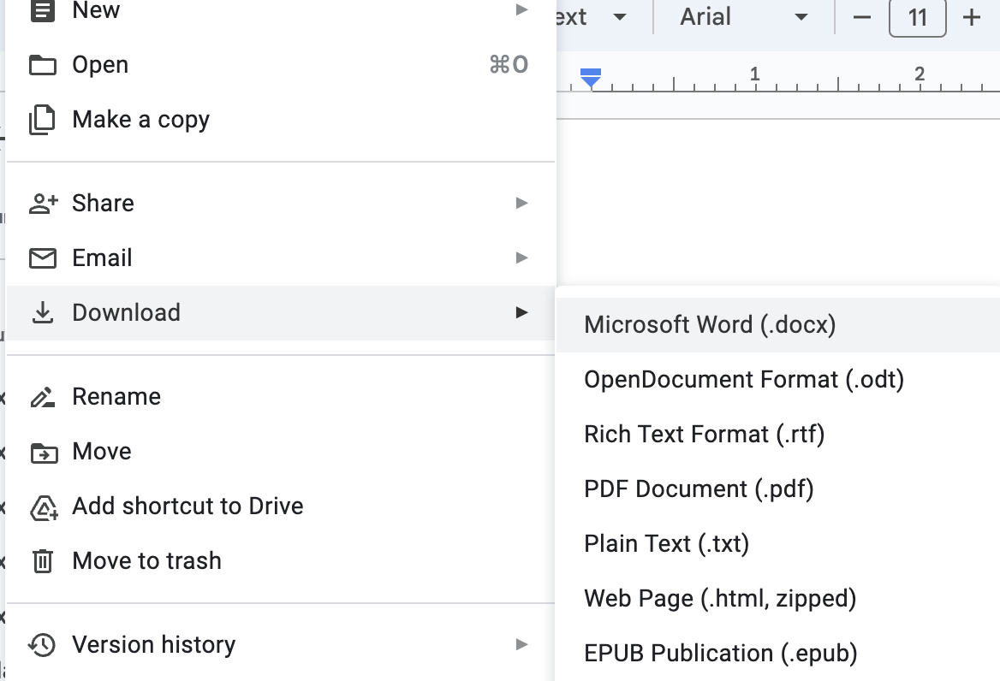 New
ext Arial 11
Open ⌘O
1 2
Make a copy
Share
Email
Download
Microsoft Word (.docx)
OpenDocument Format (.odt)
Rename
Rich Text Format (.rtf)
Move
PDF Document (.pdf)
Add shortcut to Drive
Plain Text (.txt)
Move to trash
Web Page (.html, zipped)
Version history
EPUB Publication (.epub)